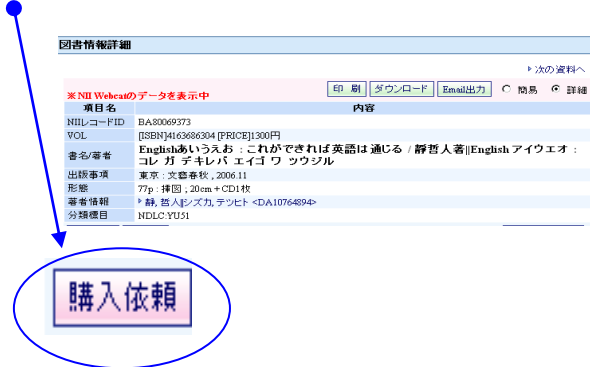 図書情報詳細
次の資料へ
※NII Webcatのデータを表示中 印 刷 ダウンロード Email出力 簡易 詳細
項目名 内容
NIIレコードID BA80069373
VOL [ISBN]4163686304 [PRICE]1300円
書名/著者 Englishあいうえお : これができれば英語は通じる / 靜哲人著||English アイウエオ :
コレ ガ デキレバ エイゴ ワ ツウジル
出版事項 東京 : 文藝春秋 , 2006.11
形態 77p : 挿図 ; 20cm + CD1枚
著者情報 靜, 哲人||シズカ, テツヒト <DA10764894>
分類標目 NDLC:YU51
購入依頼